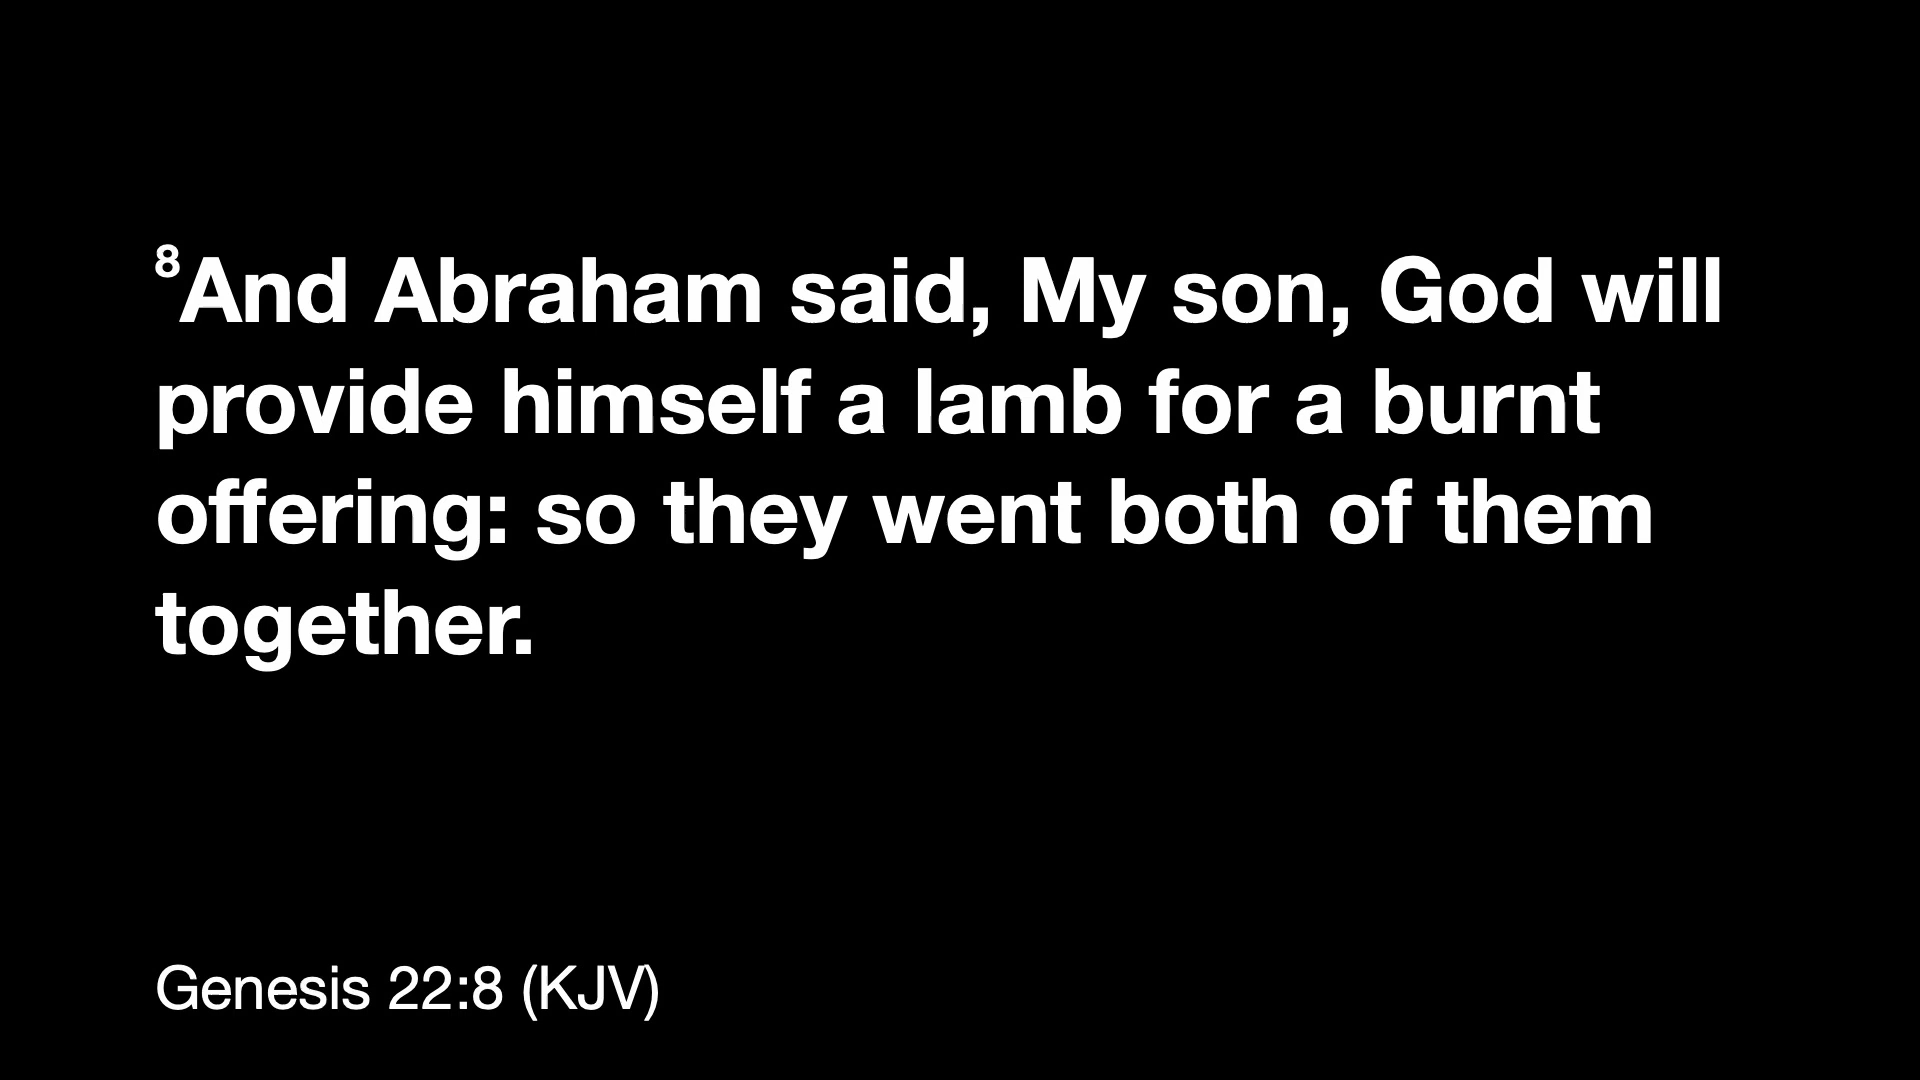 ⁸And Abraham said, My son, God will
provide himself a lamb for a burnt
offering: so they went both of them
together.
Genesis 22:8 (KJV)